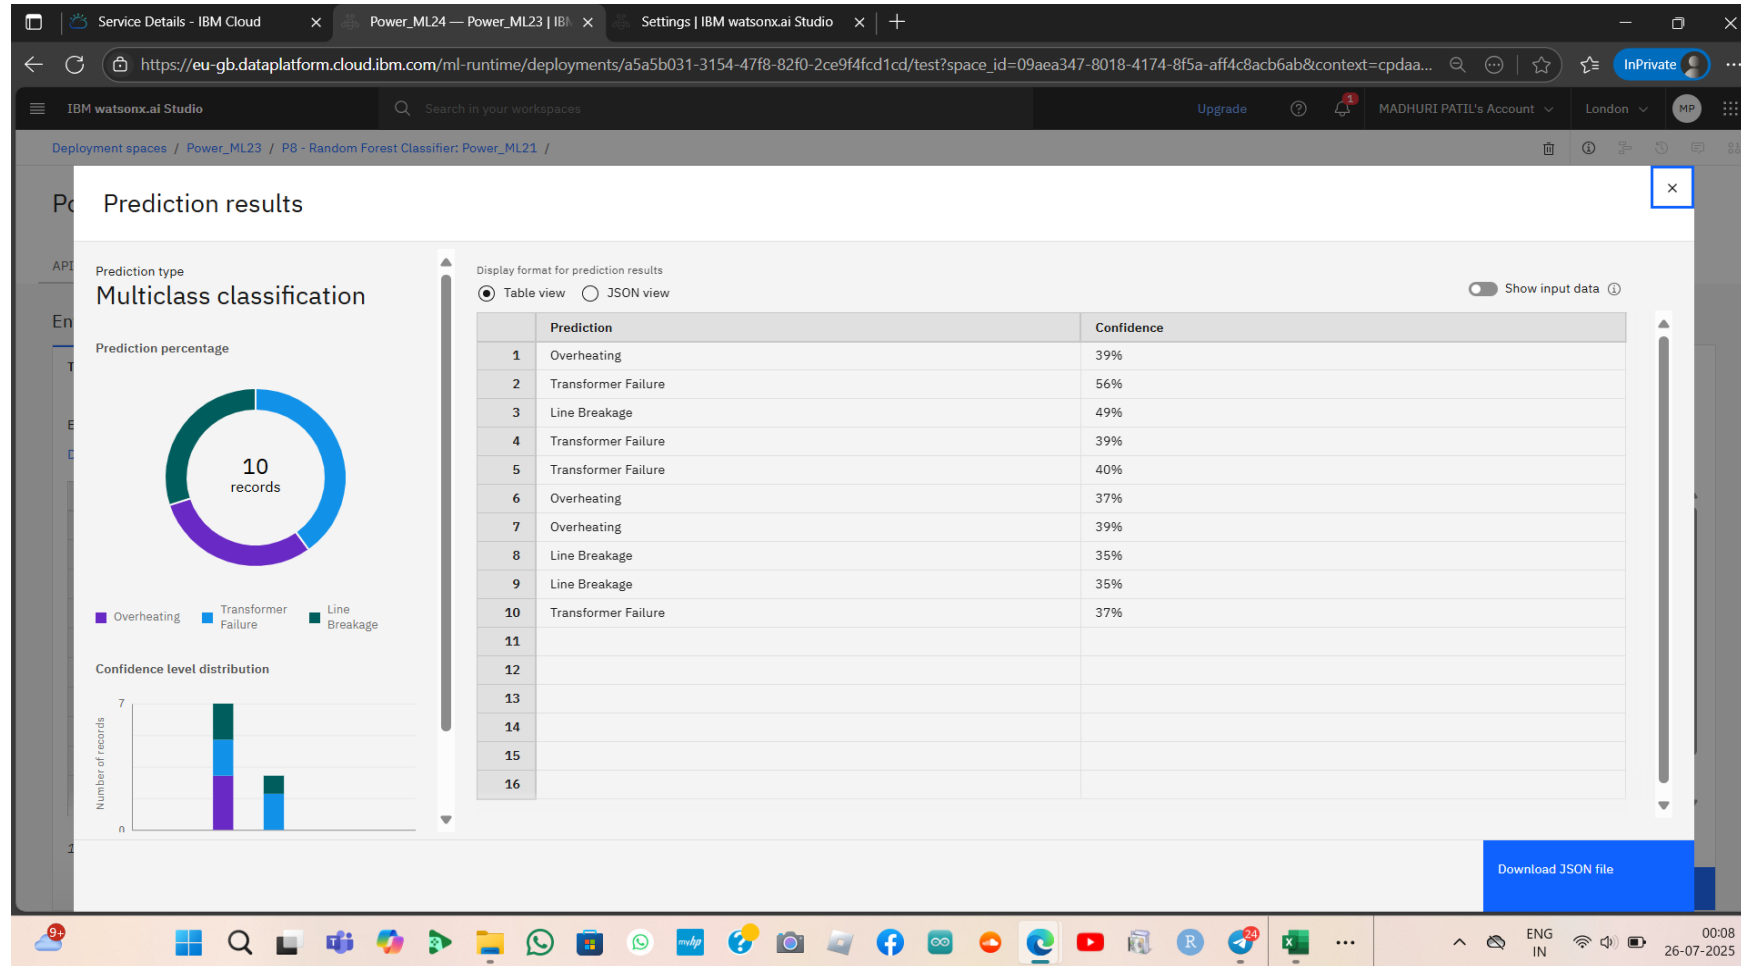 Service Details - IBM Cloud
Power_ML24 — Power_ML23 | IBM
Settings | IBM watsonx.ai Studio
https://eu-gb.dataplatform.cloud.ibm.com/ml-runtime/deployments/a5a5b031-3154-47f8-82f0-2ce9f4fcd1cd/test?space_id=09aea347-8018-4174-8f5a-aff4c8acb6ab&context=cpdaa...
InPrivate
IBM watsonx.ai Studio
Search in your workspaces
Upgrade
1
MADHURI PATIL's Account
London
MP
Deployment spaces / Power_ML23 / P8 - Random Forest Classifier: Power_ML21 /
Po
Prediction results
API
Prediction type
Multiclass classification
Display format for prediction results
Table view
JSON view
Show input data
En
Prediction percentage
10
records
Overheating
Transformer Failure
Line Breakage
Confidence level distribution
7
Number of records
0
Prediction Confidence
1 Overheating 39%
2 Transformer Failure 56%
3 Line Breakage 49%
4 Transformer Failure 39%
5 Transformer Failure 40%
6 Overheating 37%
7 Overheating 39%
8 Line Breakage 35%
9 Line Breakage 35%
10 Transformer Failure 37%
11
12
13
14
15
16
Download JSON file
9+
myhp
R
24
ENG
IN
00:08
26-07-2025